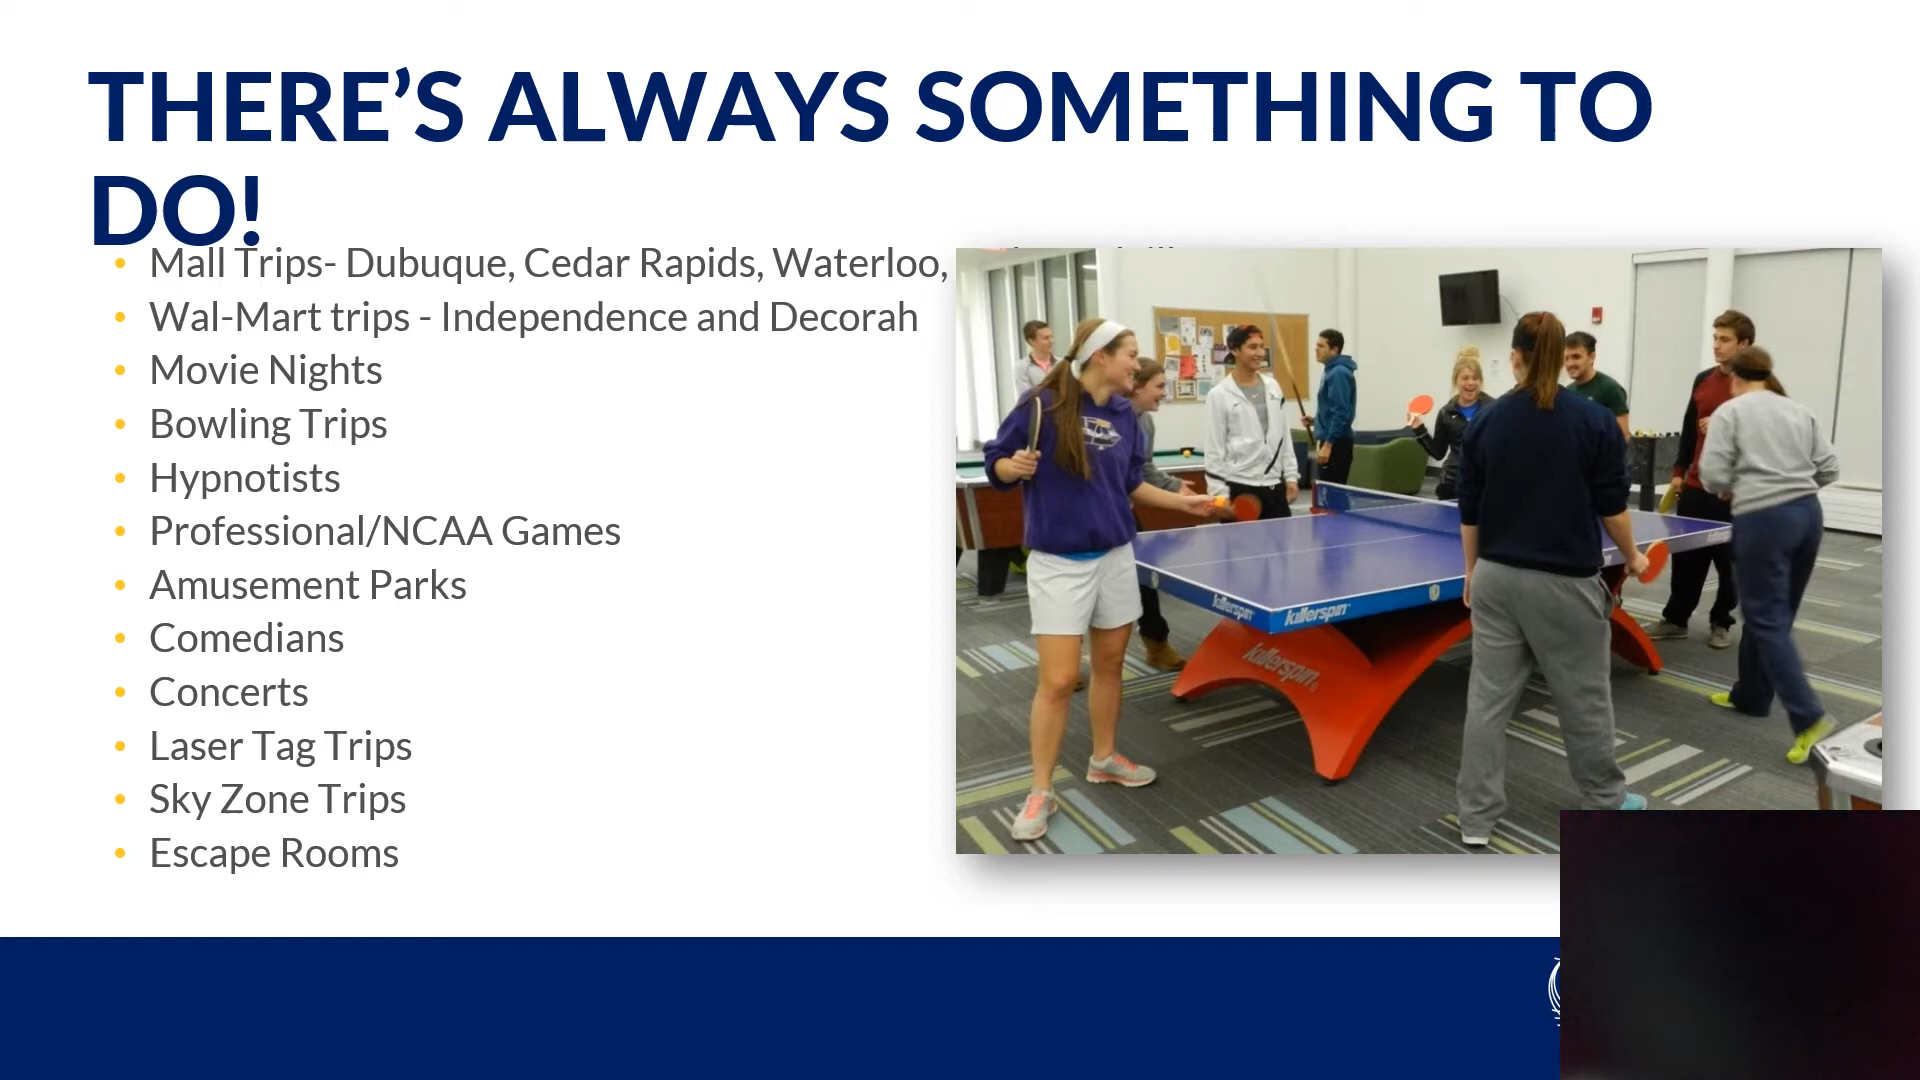 THERE’S ALWAYS SOMETHING TO
DO!
• Mall Trips- Dubuque, Cedar Rapids, Waterloo,
• Wal-Mart trips - Independence and Decorah
• Movie Nights
• Bowling Trips
• Hypnotists
• Professional/NCAA Games
• Amusement Parks
• Comedians
• Concerts
• Laser Tag Trips
• Sky Zone Trips
• Escape Rooms
killerspin
killerspin
killerspin